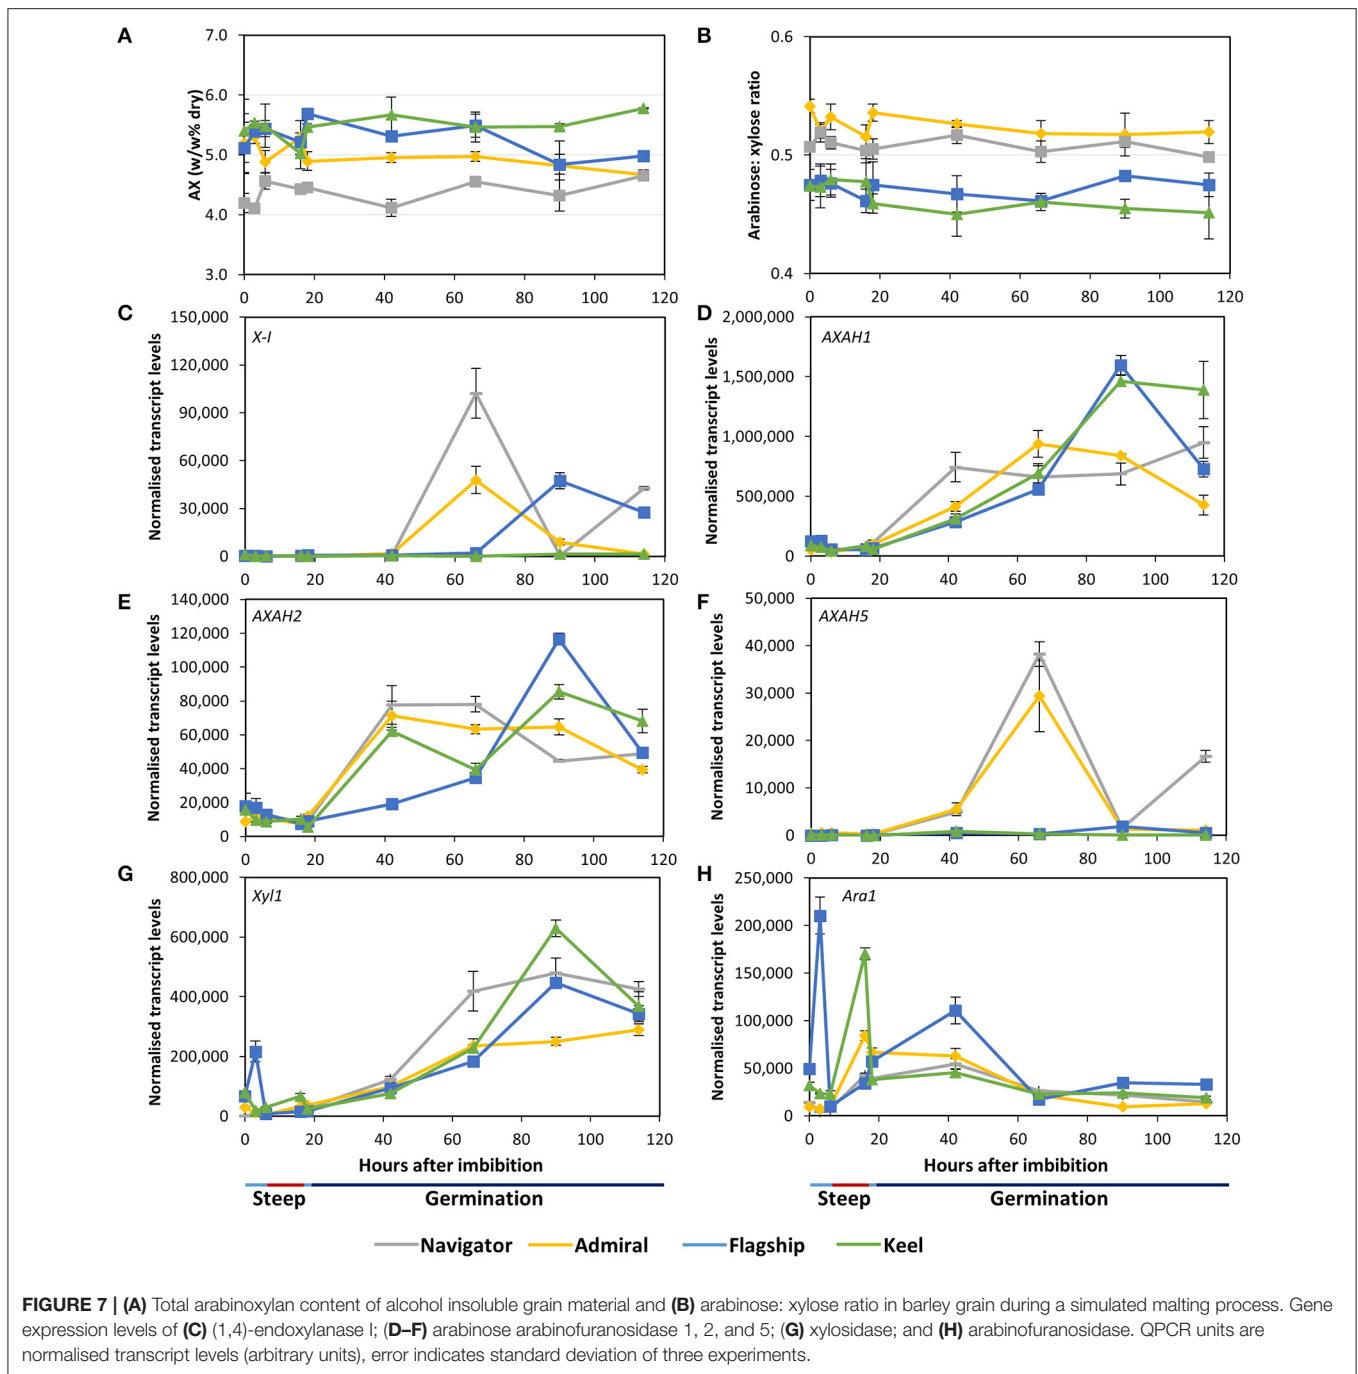 A
7.0
6.0
5.0
4.0
3.0
AX (w/w% dry)
0 20 40 60 80 100 120
B
0.6
0.5
0.4
Arabinose: xylose ratio
0 20 40 60 80 100 120
C
X-I
150,000
120,000
90,000
60,000
30,000
0
Normalised transcript levels
0 20 40 60 80 100 120
D
AXAH1
2,000,000
1,500,000
1,000,000
500,000
0
Normalised transcript levels
0 20 40 60 80 100 120
E
AXAH2
140,000
120,000
100,000
80,000
60,000
40,000
20,000
0
Normalised transcript levels
0 20 40 60 80 100 120
F
AXAH5
50,000
40,000
30,000
20,000
10,000
0
Normalised transcript levels
0 20 40 60 80 100 120
G
Xyl1
800,000
600,000
400,000
200,000
0
Normalised transcript levels
0 20 40 60 80 100 120
Hours after imbibition
Steep Germination
H
Ara1
250,000
200,000
150,000
100,000
50,000
0
Normalised transcript levels
0 20 40 60 80 100 120
Hours after imbibition
Steep Germination
Navigator Admiral Flagship Keel
FIGURE 7 | (A) Total arabinoxylan content of alcohol insoluble grain material and (B) arabinose: xylose ratio in barley grain during a simulated malting process. Gene
expression levels of (C) (1,4)-endoxylanase I; (D–F) arabinose arabinofuranosidase 1, 2, and 5; (G) xylosidase; and (H) arabinofuranosidase. QPCR units are
normalised transcript levels (arbitrary units), error indicates standard deviation of three experiments.